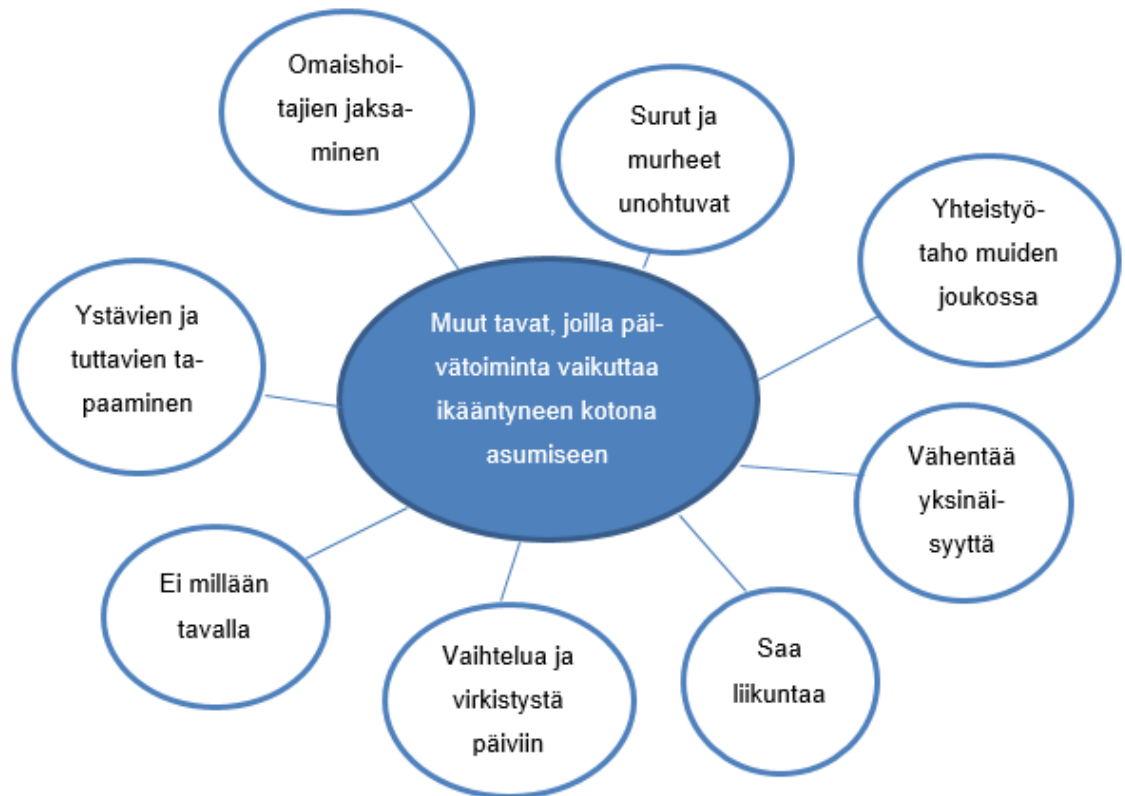 Omaishoi-
tajien jaksa-
minen
Surut ja
murheet
unohtuvat
Yhteistyö-
taho muiden
joukossa
Ystävien ja
tuttavien ta-
paaminen
Muut tavat, joilla päi-
vätoiminta vaikuttaa
ikääntyneen kotona
asumiseen
Vähentää
yksinäi-
syyttä
Ei millään
tavalla
Vaihtelua ja
virkistystä
päiviin
Saa
liikuntaa